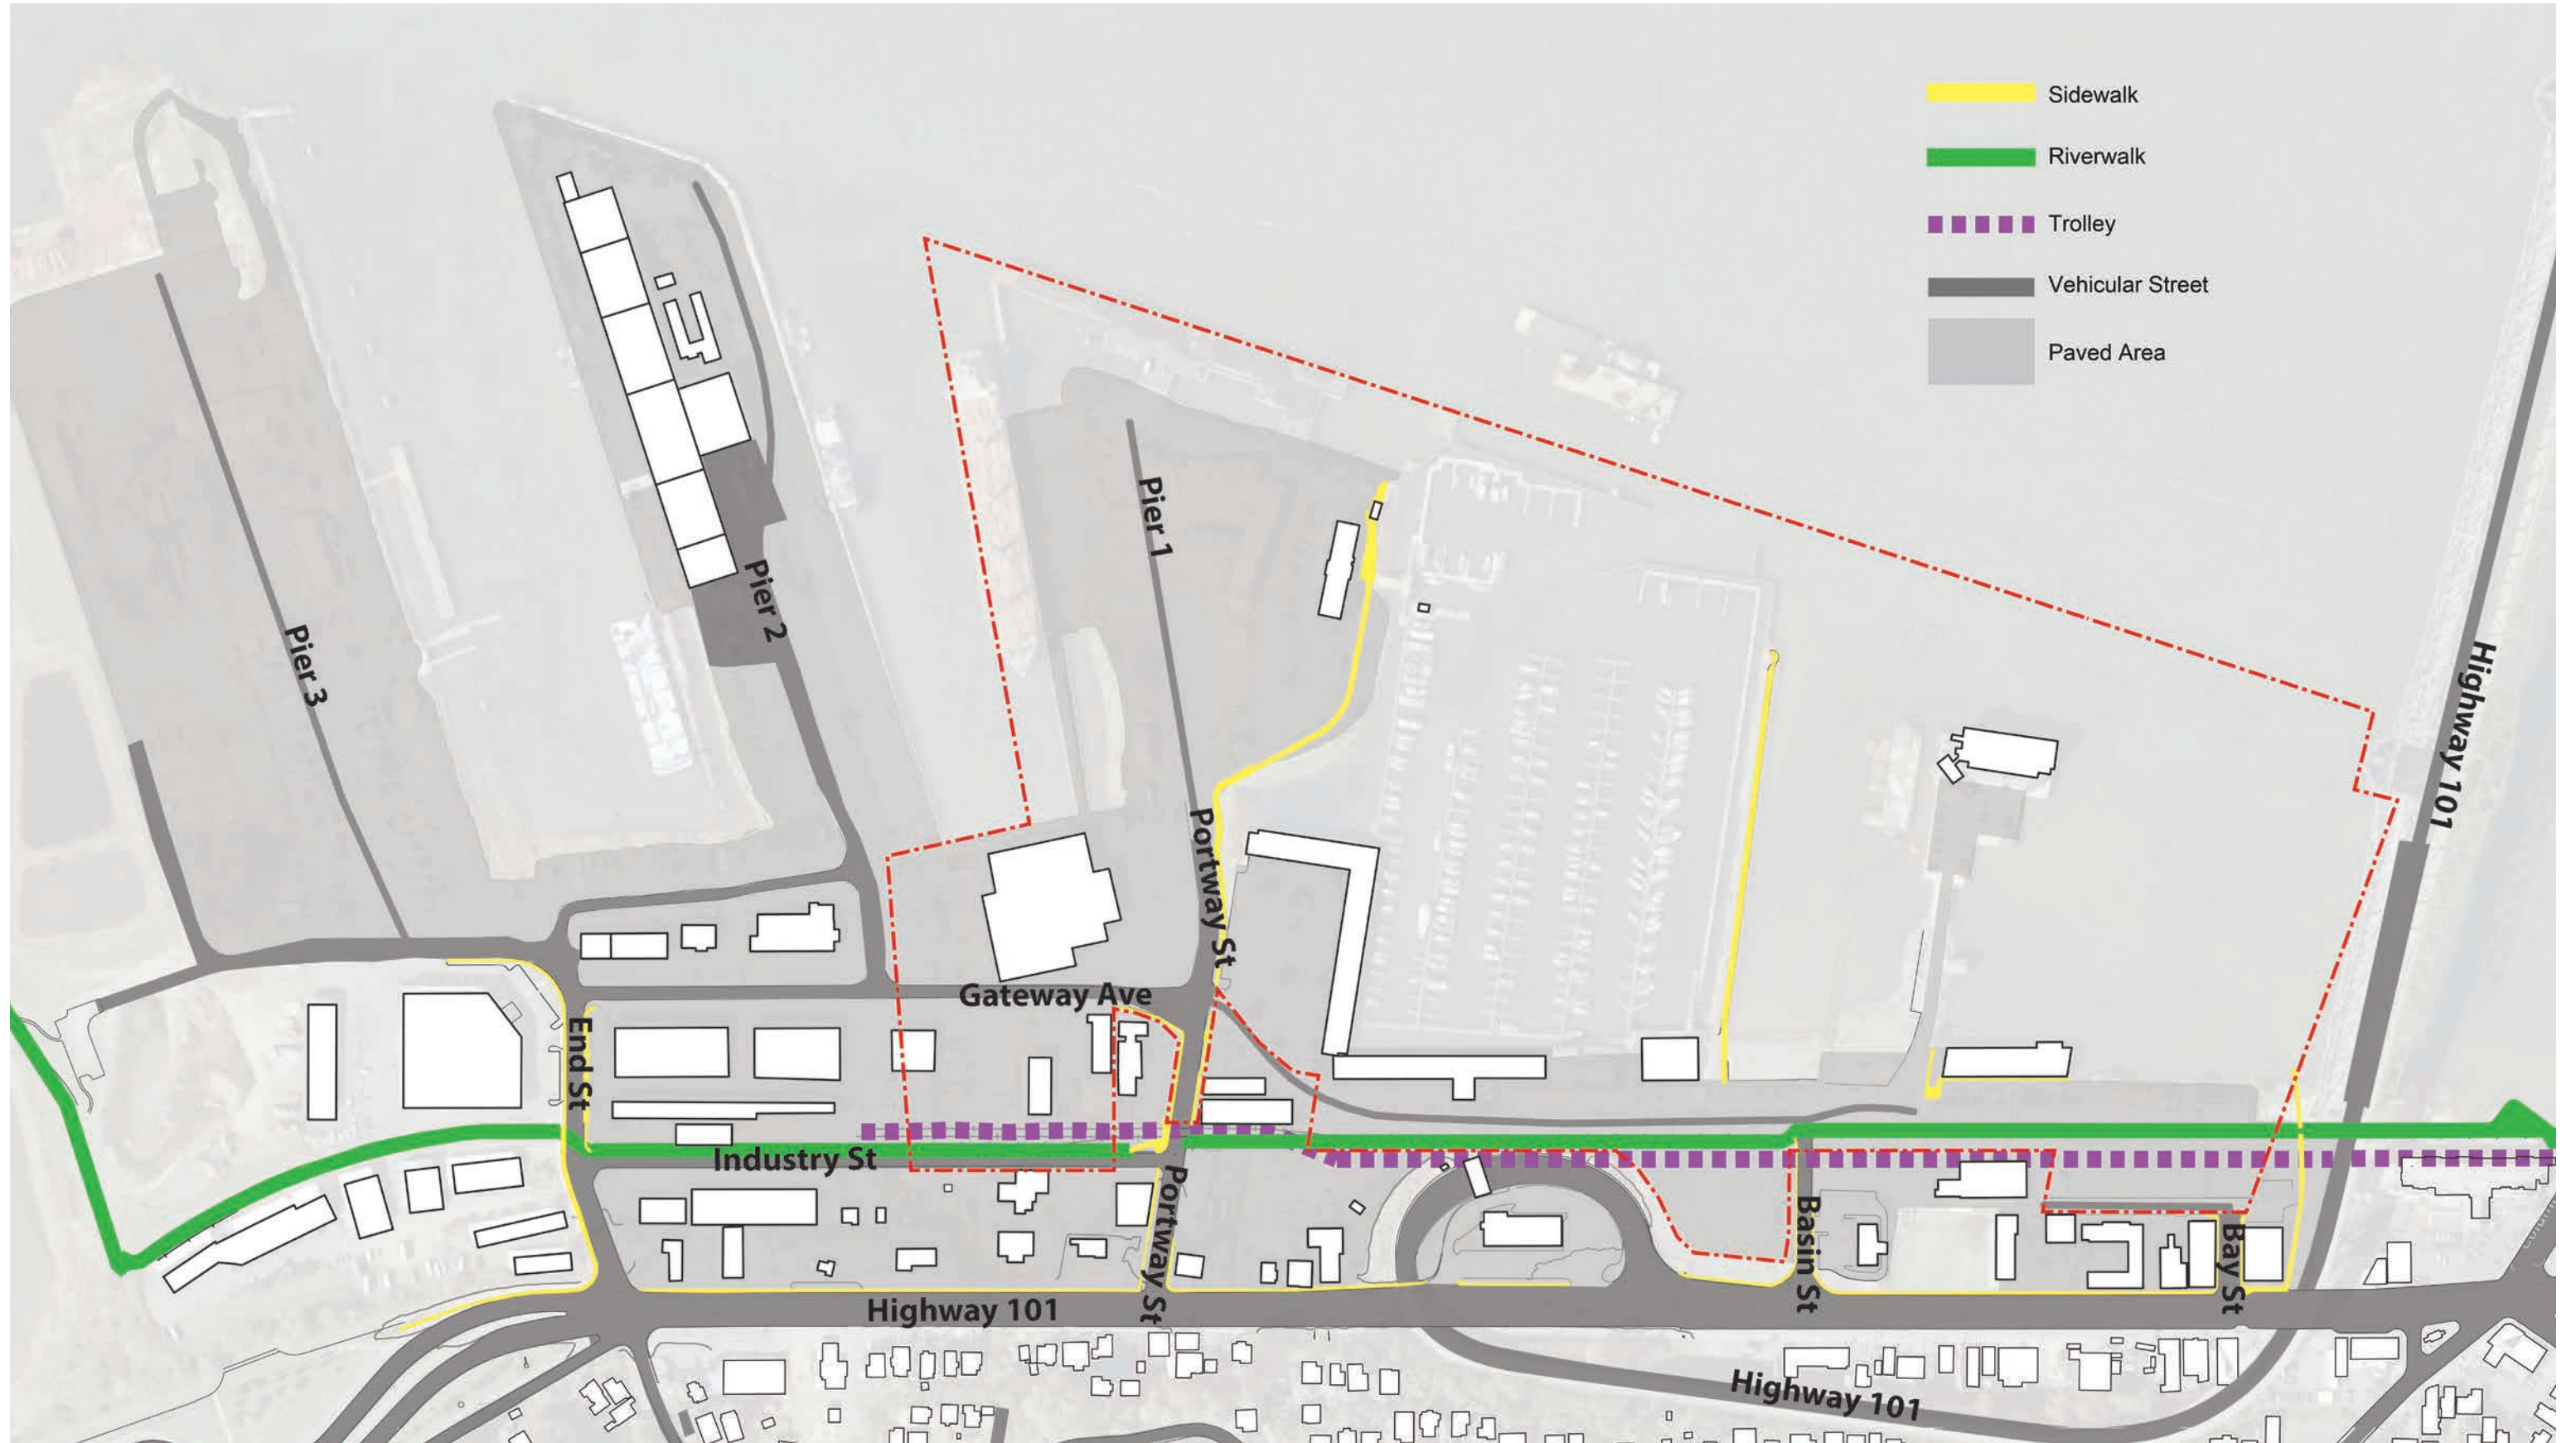 Sidewalk
Riverwalk
Trolley
Vehicular Street
Paved Area
Pier 1
Pier 2
Pier 3
Highway 101
Portway St
Gateway Ave
End St
Industry St
Portway St
Basin St
Bay St
Highway 101
Highway 101